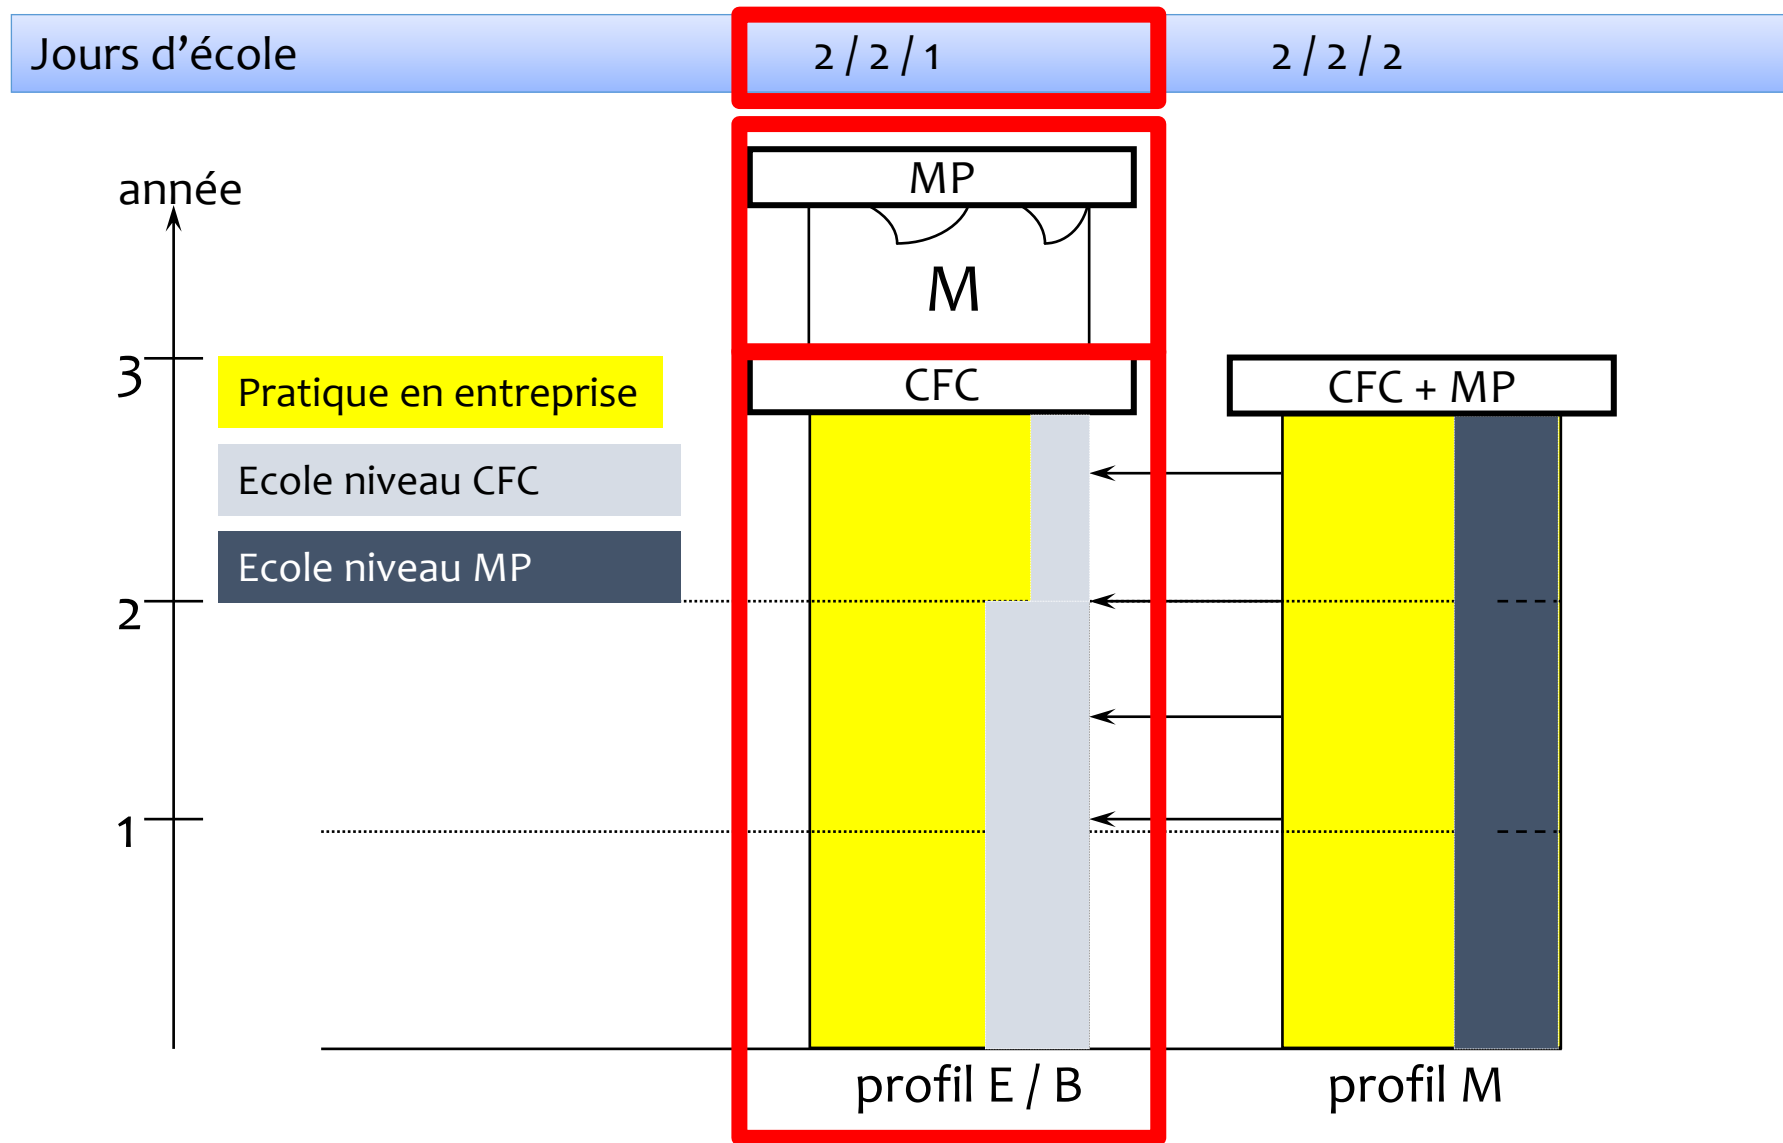 Jours d’école 2 / 2 / 1 2 / 2 / 2
MP
année
M
3
Pratique en entreprise
CFC
CFC + MP
Ecole niveau CFC
Ecole niveau MP
2
1
profil E / B
profil M